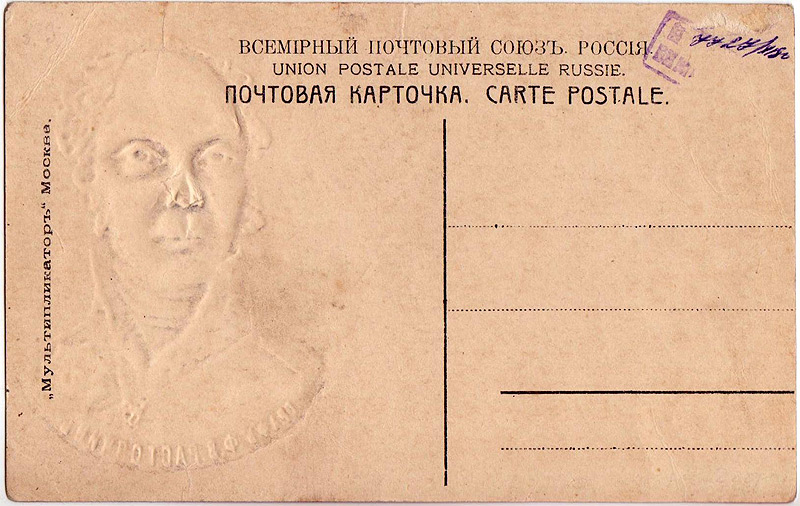 ВСЕМІРНЫЙ ПОЧТОВЫЙ СОЮЗЪ. РОССІЯ.
UNION POSTALE UNIVERSELLE RUSSIE.
ПОЧТОВАЯ КАРТОЧКА. CARTE POSTALE.
„Мультипликаторъ“ Москва.